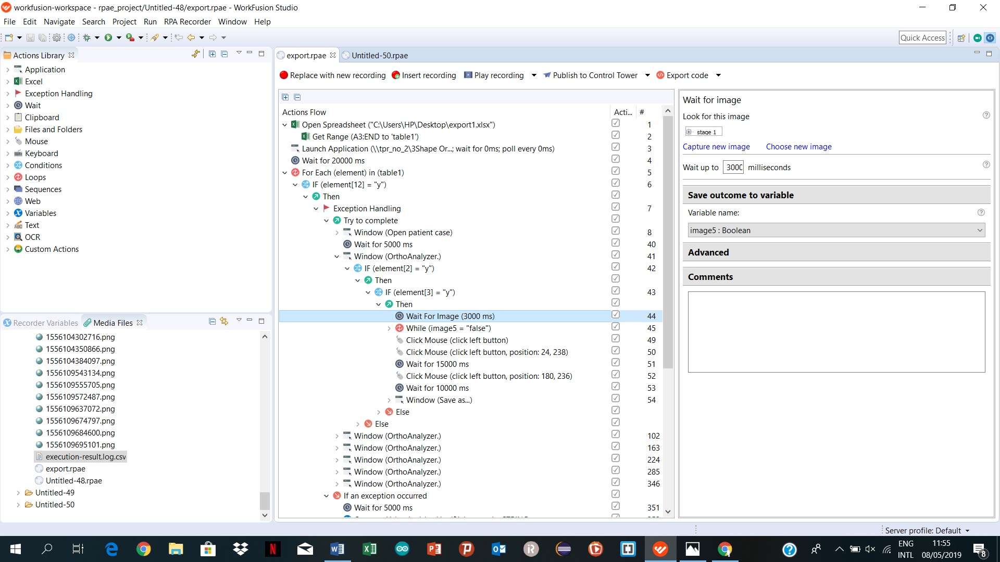 workfusion-workspace - rpae_project/Untitled-48/export.rpae - WorkFusion Studio
File Edit Navigate Search Project Run RPA Recorder Window Help
Quick Access
Actions Library
Application
Excel
Exception Handling
Wait
Clipboard
Files and Folders
Mouse
Keyboard
Conditions
Loops
Sequences
Web
Variables
Text
OCR
Custom Actions
Recorder Variables Media Files
1556104302716.png
1556104350866.png
1556104384097.png
1556109543134.png
1556109555705.png
1556109572487.png
1556109637072.png
1556109674797.png
1556109684600.png
1556109695101.png
execution-result.log.csv
export.rpae
Untitled-48.rpae
Untitled-49
Untitled-50
export.rpae Untitled-50.rpae
Replace with new recording Insert recording Play recording Publish to Control Tower Export code
Actions Flow Acti... #
Open Spreadsheet ("C:\Users\HP\Desktop\export1.xlsx") 1
Get Range (A3:END to 'table1') 2
Launch Application (\\tpr_no_2\3Shape Or...; wait for 0ms; poll every 0ms) 3
Wait for 20000 ms 4
For Each (element) in (table1) 5
IF (element[12] = "y") 6
Then
Exception Handling 7
Try to complete
Window (Open patient case) 8
Wait for 5000 ms 40
Window (OrthoAnalyzer.) 41
IF (element[2] = "y") 42
Then
IF (element[3] = "y") 43
Then
Wait For Image (3000 ms) 44
While (image5 = "false") 45
Click Mouse (click left button) 49
Click Mouse (click left button, position: 24, 238) 50
Wait for 15000 ms 51
Click Mouse (click left button, position: 180, 236) 52
Wait for 10000 ms 53
Window (Save as...) 54
Else
Else
Window (OrthoAnalyzer.) 102
Window (OrthoAnalyzer.) 163
Window (OrthoAnalyzer.) 224
Window (OrthoAnalyzer.) 285
Window (OrthoAnalyzer.) 346
If an exception occurred
Wait for 5000 ms 351
Wait for image
Look for this image
stage 1
Capture new image Choose new image
Wait up to 3000 milliseconds
Save outcome to variable
Variable name:
image5 : Boolean
Advanced
Comments
Server profile: Default
ENG
INTL
11:55
08/05/2019
8